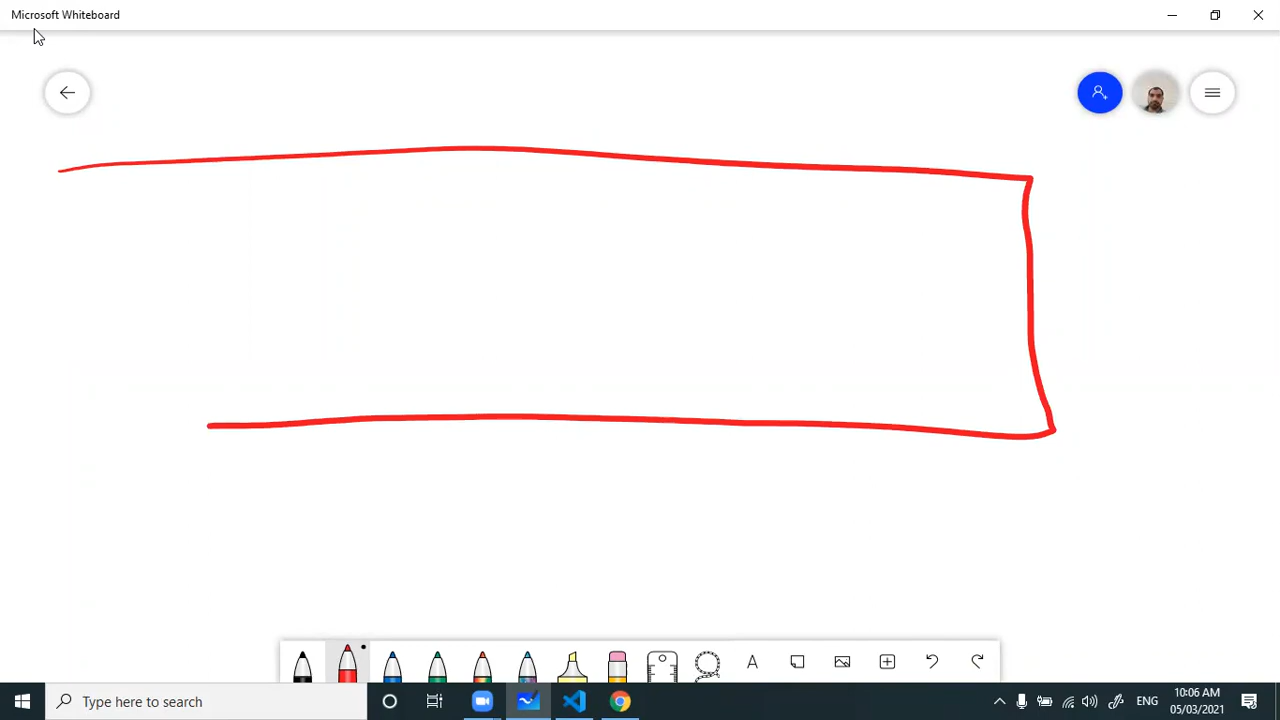 Microsoft Whiteboard
A
Type here to search
ENG
10:06 AM
05/03/2021